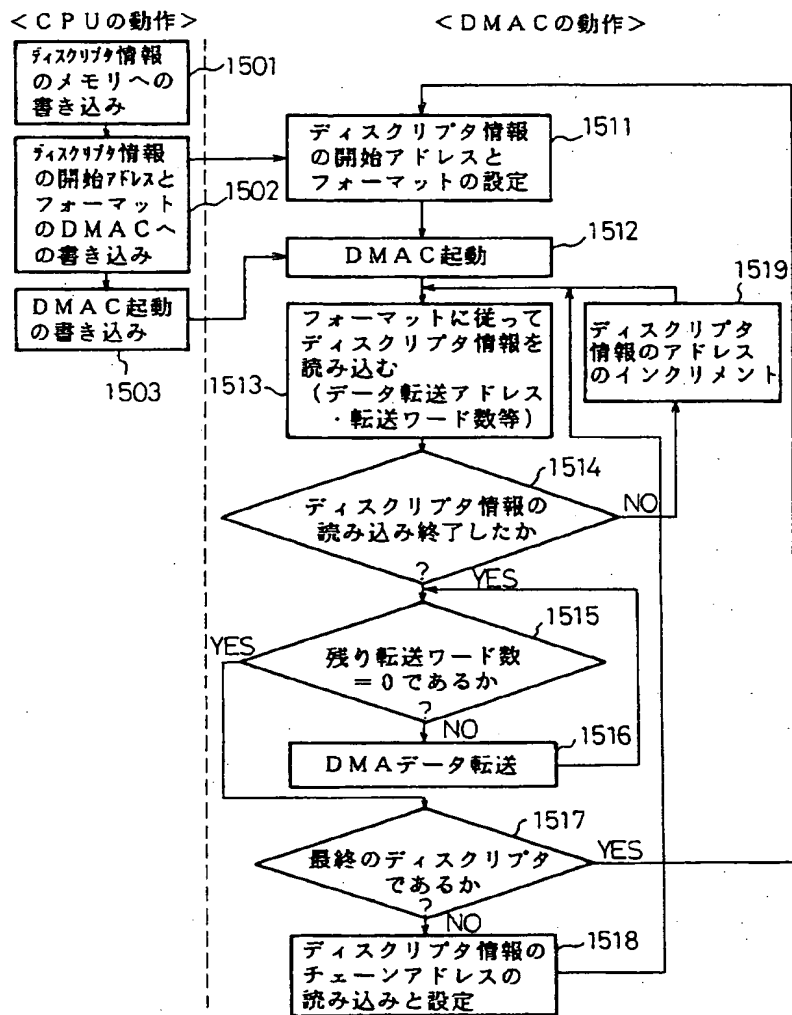 <CPUの動作>
ディスクリプタ情報
のメモリへの
書き込み
1501
ディスクリプタ情報
の開始アドレスと
フォーマット
のDMACへ
の書き込み
1502
DMAC起動
の書き込み
1503
<DMACの動作>
ディスクリプタ情報
の開始アドレスと
フォーマットの設定
1511
DMAC起動
1512
フォーマットに従って
ディスクリプタ情報を
読み込む
(データ転送アドレス
・転送ワード数等)
1513
1519
ディスクリプタ
情報のアドレス
のインクリメント
1514
ディスクリプタ情報の
読み込み終了したか
?
NO
YES
1515
残り転送ワード数
=0であるか
?
YES
NO
DMAデータ転送
1516
1517
最終のディスクリプタ
であるか
?
YES
NO
ディスクリプタ情報の
チェーンアドレスの
読み込みと設定
1518